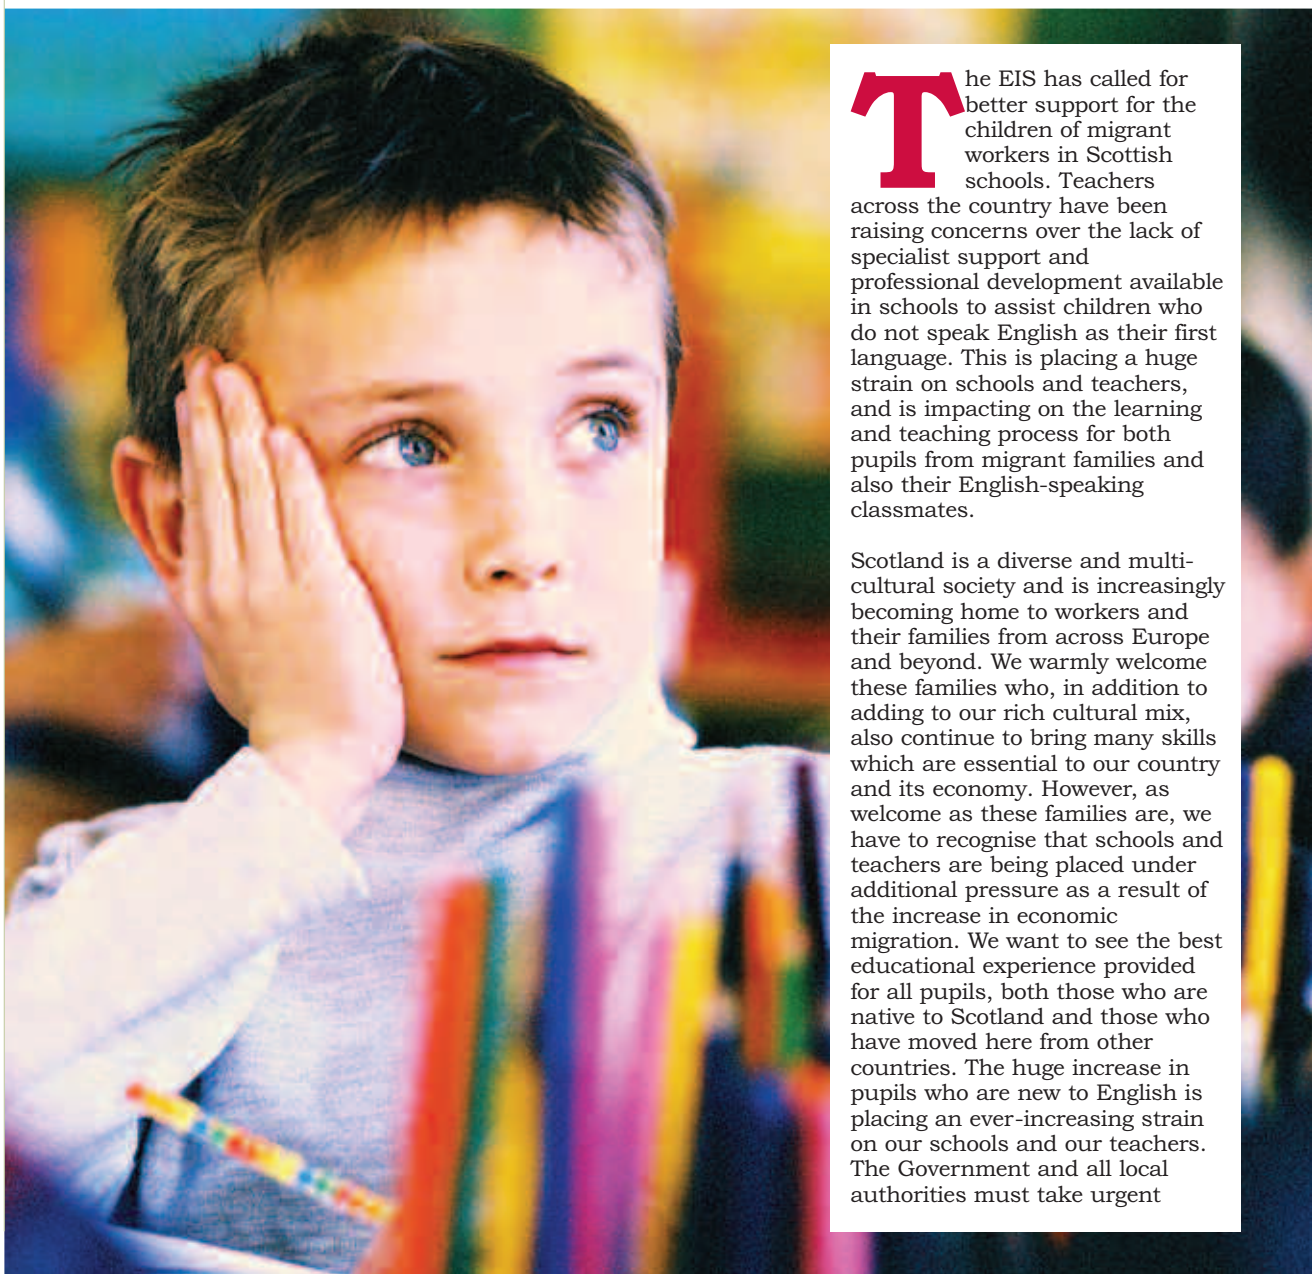 The EIS has called for
better support for the
children of migrant
workers in Scottish
schools. Teachers
across the country have been
raising concerns over the lack of
specialist support and
professional development available
in schools to assist children who
do not speak English as their first
language. This is placing a huge
strain on schools and teachers,
and is impacting on the learning
and teaching process for both
pupils from migrant families and
also their English-speaking
classmates.
Scotland is a diverse and multi-
cultural society and is increasingly
becoming home to workers and
their families from across Europe
and beyond. We warmly welcome
these families who, in addition to
adding to our rich cultural mix,
also continue to bring many skills
which are essential to our country
and its economy. However, as
welcome as these families are, we
have to recognise that schools and
teachers are being placed under
additional pressure as a result of
the increase in economic
migration. We want to see the best
educational experience provided
for all pupils, both those who are
native to Scotland and those who
have moved here from other
countries. The huge increase in
pupils who are new to English is
placing an ever-increasing strain
on our schools and our teachers.
The Government and all local
authorities must take urgent